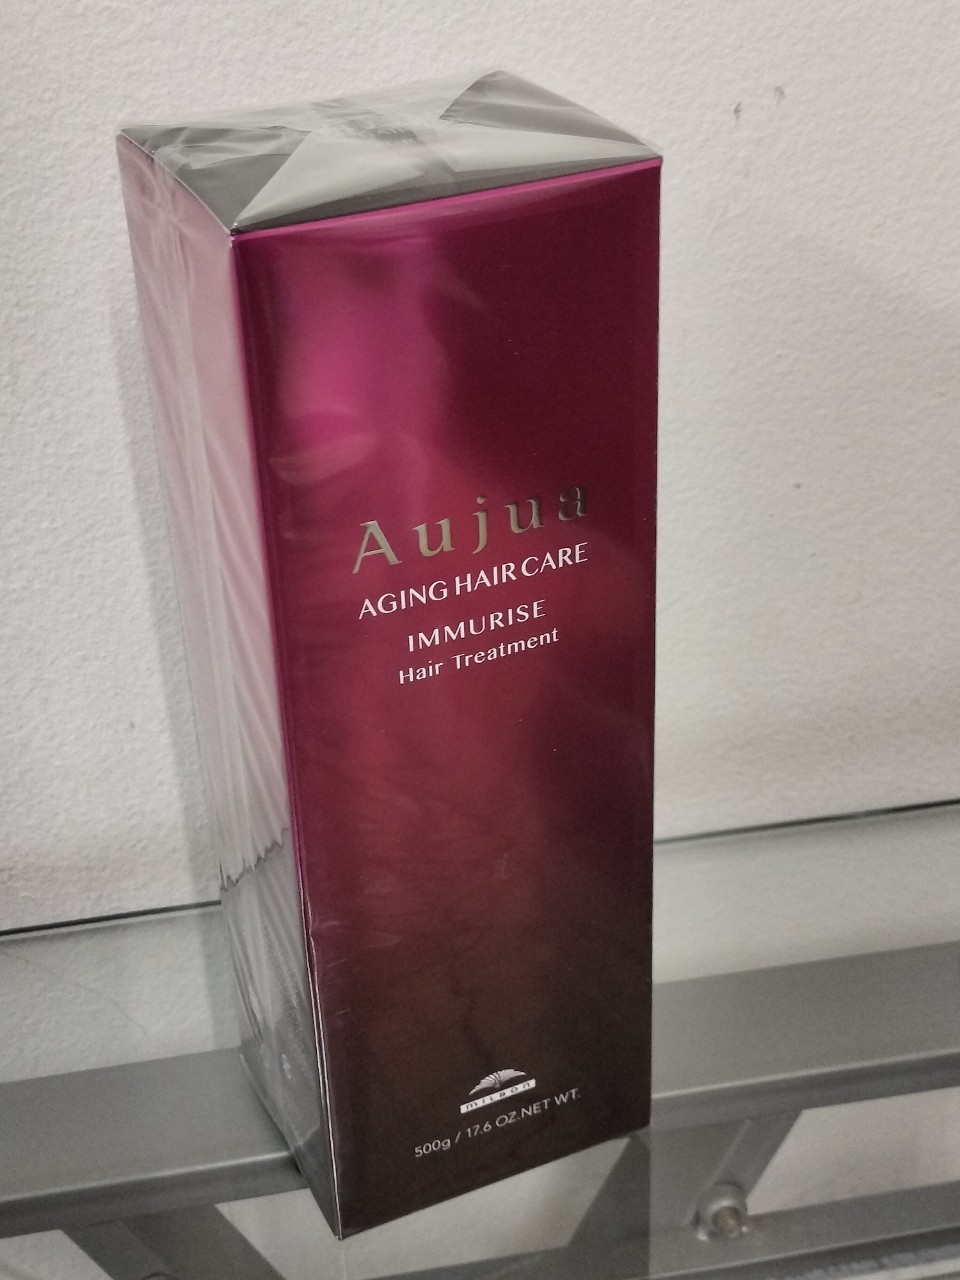 Aujua
AGING HAIR CARE
IMMURISE
Hair Treatment
milbon
500g / 17.6 OZ.NET WT.